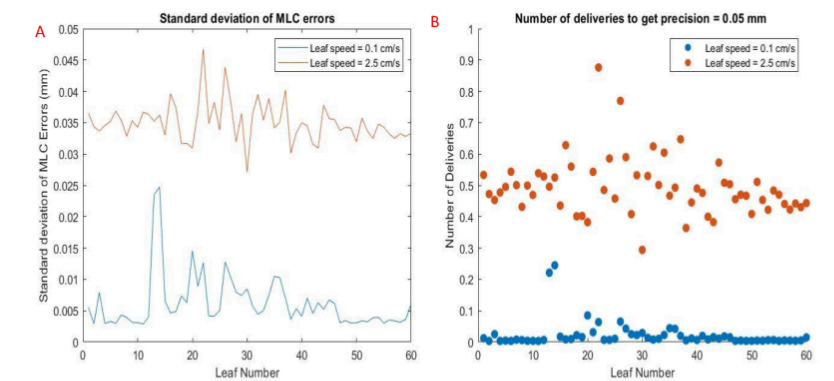 A
Standard deviation of MLC errors
Standard deviation of MLC Errors (mm)
0.05
0.045
0.04
0.035
0.03
0.025
0.02
0.015
0.01
0.005
0
0 10 20 30 40 50 60
Leaf Number
Leaf speed = 0.1 cm/s
Leaf speed = 2.5 cm/s
B
Number of deliveries to get precision = 0.05 mm
Number of Deliveries
1
0.9
0.8
0.7
0.6
0.5
0.4
0.3
0.2
0.1
0
0 10 20 30 40 50 60
Leaf Number
Leaf speed = 0.1 cm/s
Leaf speed = 2.5 cm/s